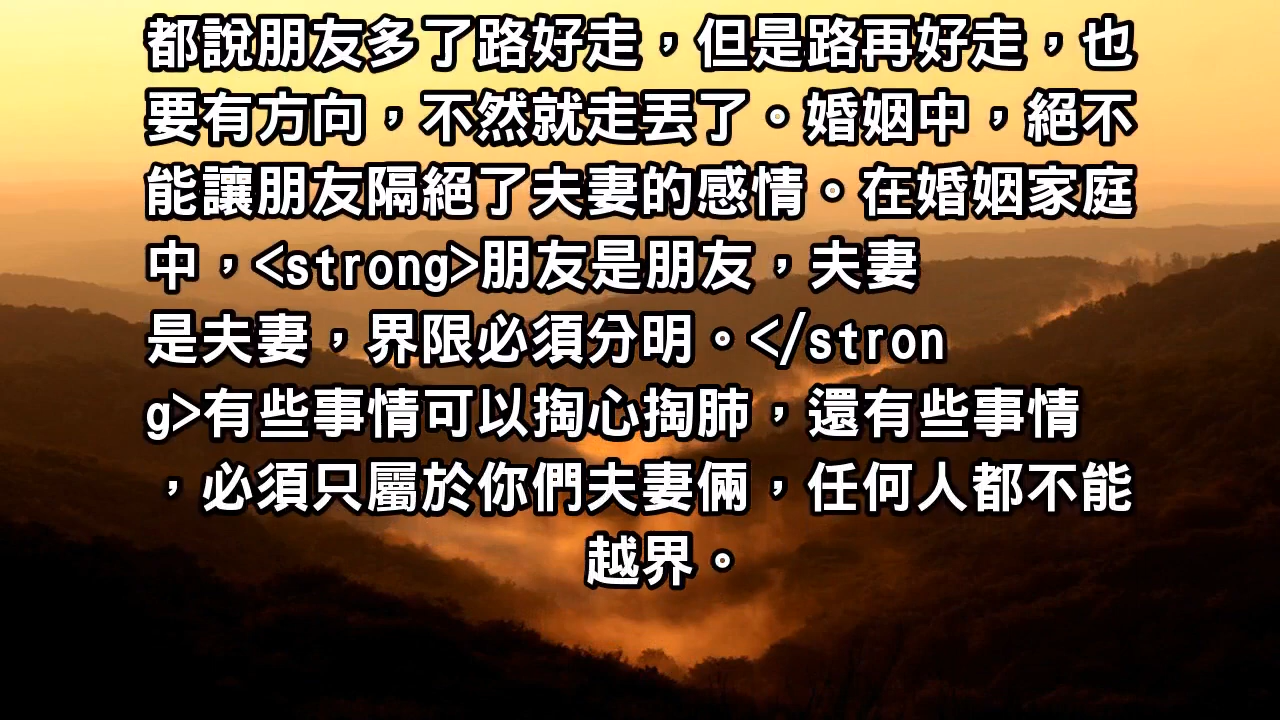 都說朋友多了路好走，但是路再好走，也
要有方向，不然就走丟了。婚姻中，絕不
能讓朋友隔絕了夫妻的感情。在婚姻家庭
中，<strong>朋友是朋友，夫妻
是夫妻，界限必須分明。</stron
g>有些事情可以掏心掏肺，還有些事情
，必須只屬於你們夫妻倆，任何人都不能
越界。